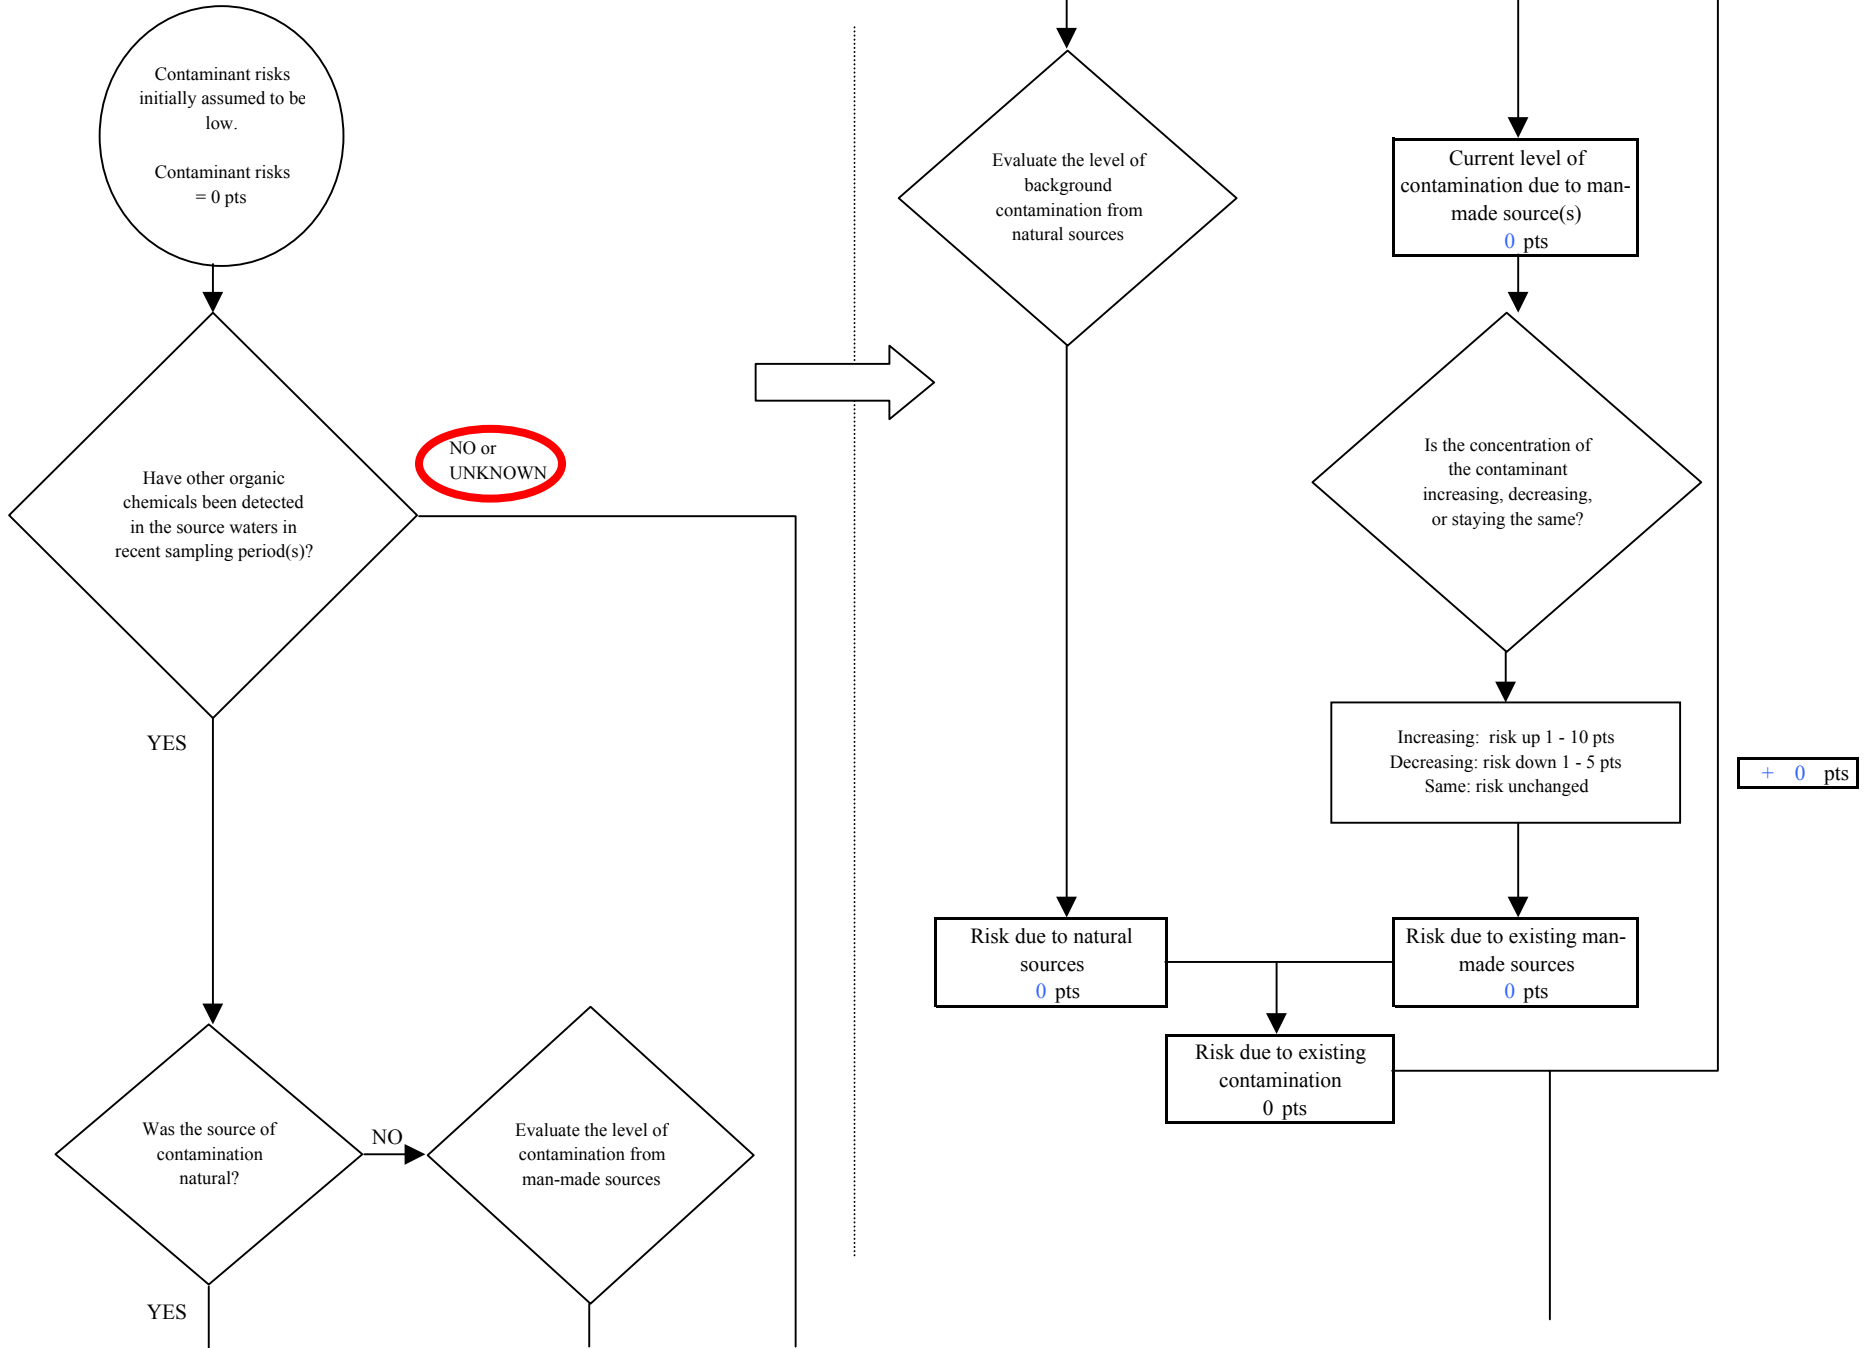 Contaminant risks
initially assumed to be
low.
Contaminant risks
= 0 pts
Have other organic
chemicals been detected
in the source waters in
recent sampling period(s)?
NO or
UNKNOWN
YES
Was the source of
contamination
natural?
NO
Evaluate the level of
contamination from
man-made sources
YES
Evaluate the level of
background
contamination from
natural sources
Current level of
contamination due to man-
made source(s)
0 pts
Is the concentration of
the contaminant
increasing, decreasing,
or staying the same?
Increasing: risk up 1 - 10 pts
Decreasing: risk down 1 - 5 pts
Same: risk unchanged
+ 0 pts
Risk due to natural
sources
0 pts
Risk due to existing man-
made sources
0 pts
Risk due to existing
contamination
0 pts